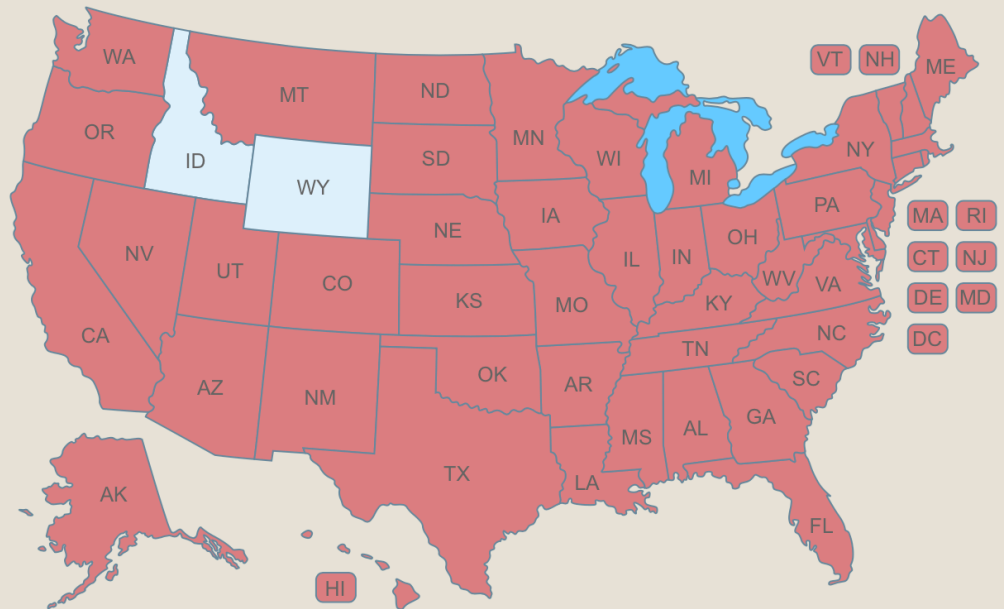 VT NH
WA ME
MT ND
OR MN
ID SD WI NY
WY MI
IA PA
NE MA RI
NV OH
UT IL IN CT NJ
CO WV VA
KS MO KY DE MD
CA NC
TN DC
AZ NM OK AR SC
GA
MS AL
TX LA
AK
FL
HI